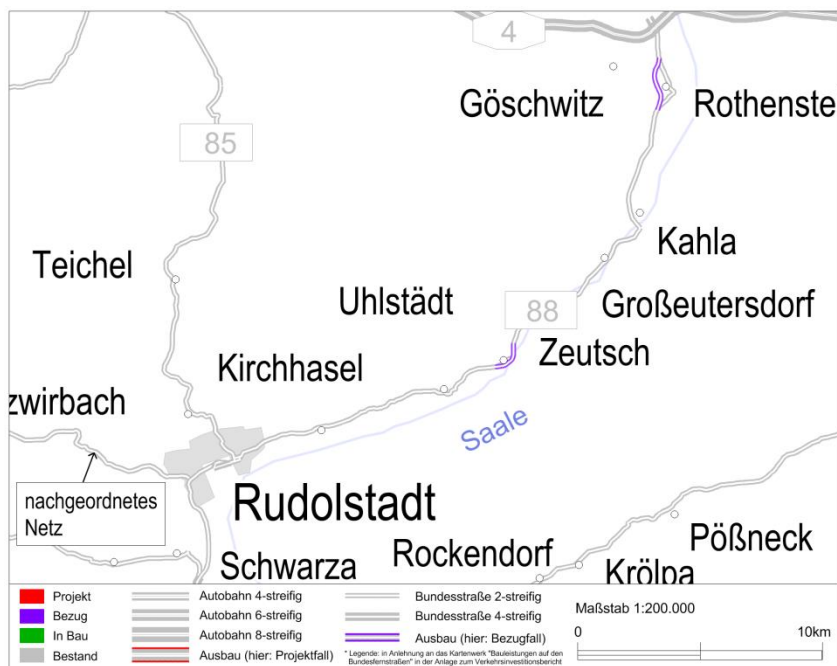 4
Göschwitz
Rothenste
85
Kahla
Teichel
Uhlstädt
88
Großeutersdorf
Zeutsch
Kirchhasel
zwirbach
Saale
nachgeordnetes
Netz
Rudolstadt
Schwarza
Rockendorf
Pößneck
Krölpa
Projekt
Bezug
In Bau
Bestand
Autobahn 4-streifig
Autobahn 6-streifig
Autobahn 8-streifig
Ausbau (hier: Projektfall)
Bundesstraße 2-streifig
Bundesstraße 4-streifig
Ausbau (hier: Bezugfall)
* Legende: in Anlehnung an das Kartenwerk "Bauleistungen auf den
Bundesfernstraßen" in der Anlage zum Verkehrsinvestitionsbericht
Maßstab 1:200.000
0
10km